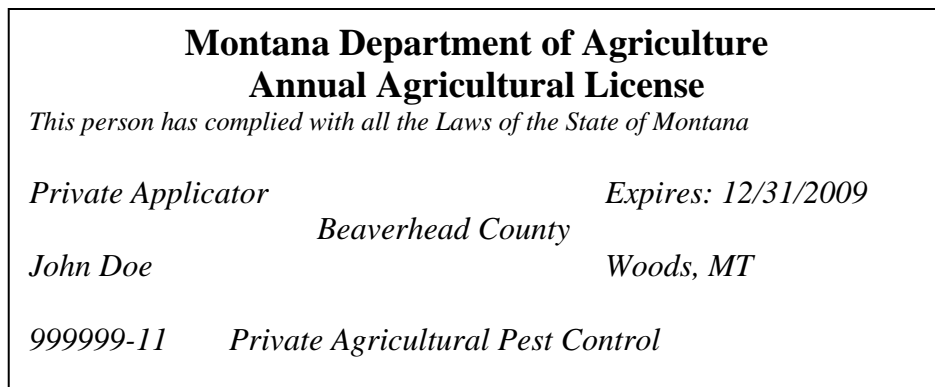 Montana Department of Agriculture
Annual Agricultural License
This person has complied with all the Laws of the State of Montana
Private Applicator Expires: 12/31/2009
Beaverhead County
John Doe Woods, MT
999999-11 Private Agricultural Pest Control